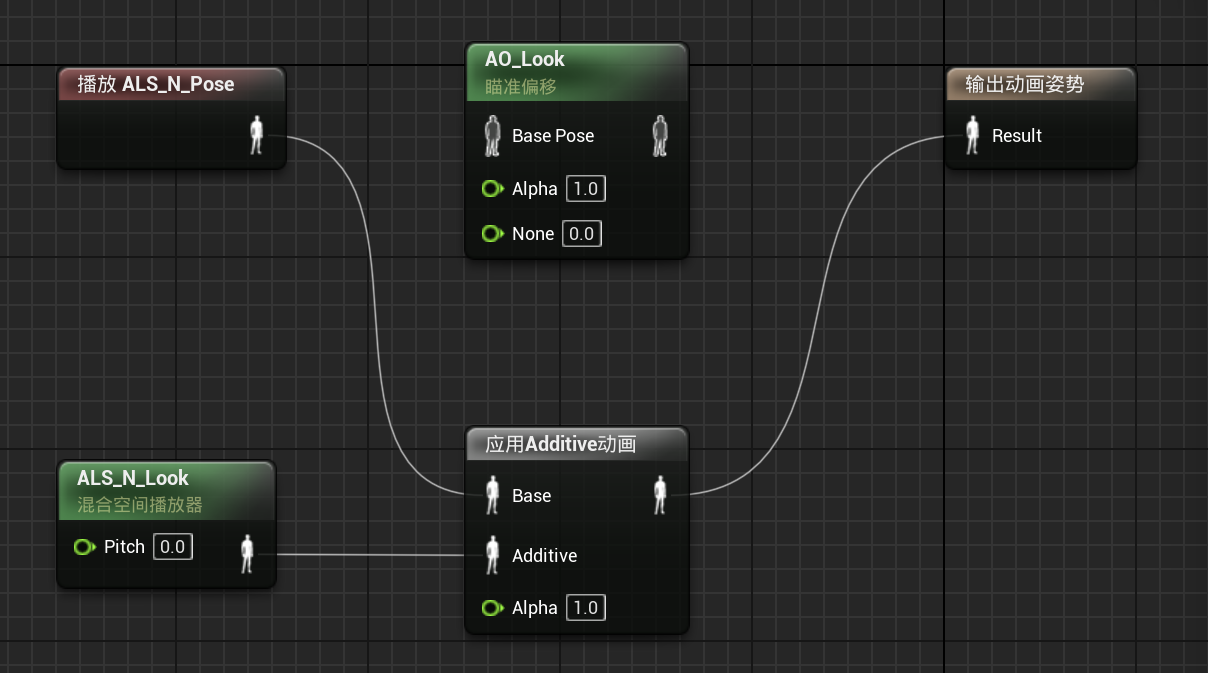 播放 ALS_N_Pose
AO_Look
瞄准偏移
Base Pose
Alpha 1.0
None 0.0
输出动画姿势
Result
ALS_N_Look
混合空间播放器
Pitch 0.0
应用Additive动画
Base
Additive
Alpha 1.0